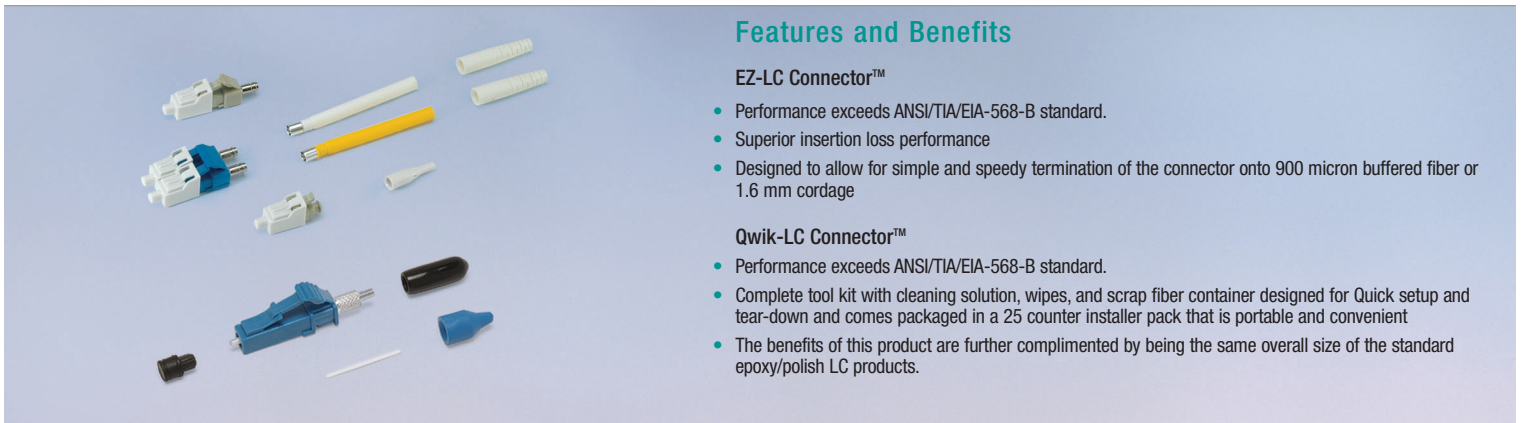 Features and Benefits
EZ-LC Connector™
• Performance exceeds ANSI/TIA/EIA-568-B standard.
• Superior insertion loss performance
• Designed to allow for simple and speedy termination of the connector onto 900 micron buffered fiber or
1.6 mm cordage
Qwik-LC Connector™
• Performance exceeds ANSI/TIA/EIA-568-B standard.
• Complete tool kit with cleaning solution, wipes, and scrap fiber container designed for Quick setup and
tear-down and comes packaged in a 25 counter installer pack that is portable and convenient
• The benefits of this product are further complimented by being the same overall size of the standard
epoxy/polish LC products.